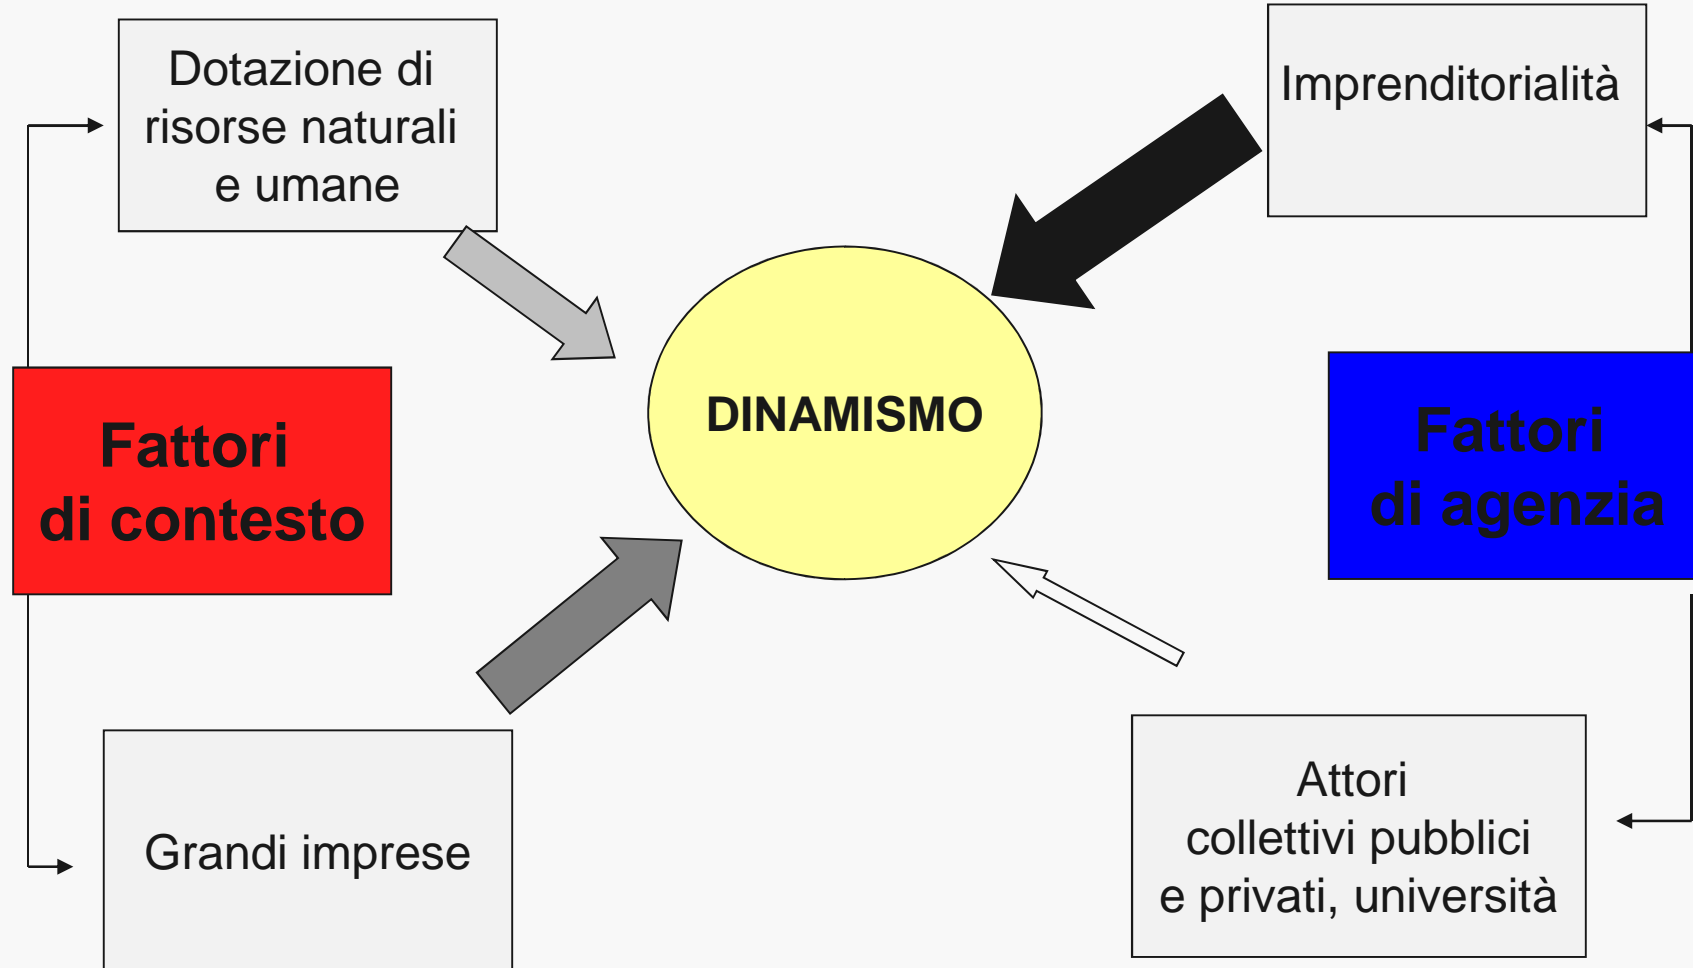 Dotazione di
risorse naturali
e umane
Imprenditorialità
Fattori
di contesto
DINAMISMO
Fattori
di agenzia
Grandi imprese
Attori
collettivi pubblici
e privati, università